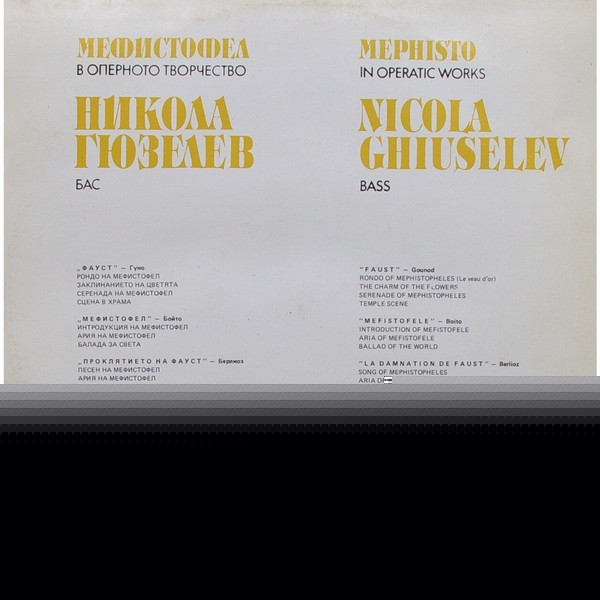 МЕФИСТОФЕЛ
В ОПЕРНОТО ТВОРЧЕСТВО
НИКОЛА
ГЮЗЕЛЕВ
БАС
„ФАУСТ" — Гуно
РОНДО НА МЕФИСТОФЕЛ
ЗАКЛИНАНИЕТО НА ЦВЕТЯТА
СЕРЕНАДА НА МЕФИСТОФЕЛ
СЦЕНА В ХРАМА
„МЕФИСТОФЕЛ" — Бойто
ИНТРОДУКЦИЯ НА МЕФИСТОФЕЛ
АРИЯ НА МЕФИСТОФЕЛ
БАЛАДА ЗА СВЕТА
„ПРОКЛЯТИЕТО НА ФАУСТ" — Берлиоз
ПЕСЕН НА МЕФИСТОФЕЛ
АРИЯ НА МЕФИСТОФЕЛ
MEPHISTO
IN OPERATIC WORKS
NICOLA
GHIUSELEV
BASS
"FAUST" — Gounod
RONDO OF MEPHISTOPHELES (Le veau d'or)
THE CHARM OF THE FLOWERS
SERENADE OF MEPHISTOPHELES
TEMPLE SCENE
"MEFISTOFELE" — Boito
INTRODUCTION OF MEFISTOFELE
ARIA OF MEFISTOFELE
BALLAD OF THE WORLD
"LA DAMNATION DE FAUST" — Berlioz
SONG OF MEPHISTOPHELES
ARIA